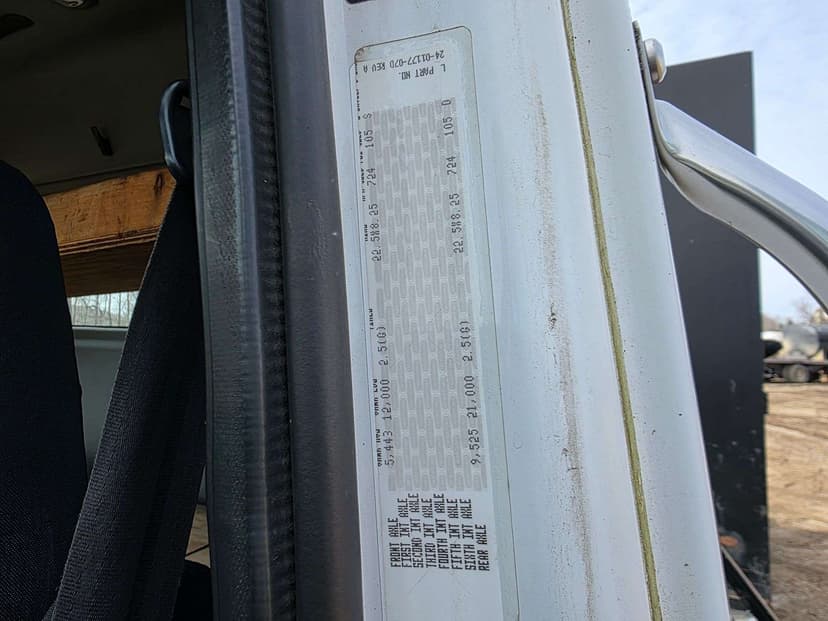 FRONT AXLE 5,443 12,000 2.5(G) 22.5X8.25 724 105 S
FIRST INT AXLE
SECOND INT AXLE
THIRD INT AXLE
FOURTH INT AXLE
FIFTH INT AXLE
SIXTH INT AXLE
REAR AXLE 9,525 21,000 2.5(G) 22.5X8.25 724 105 D
L PART NO.
24-01177-07D REV A